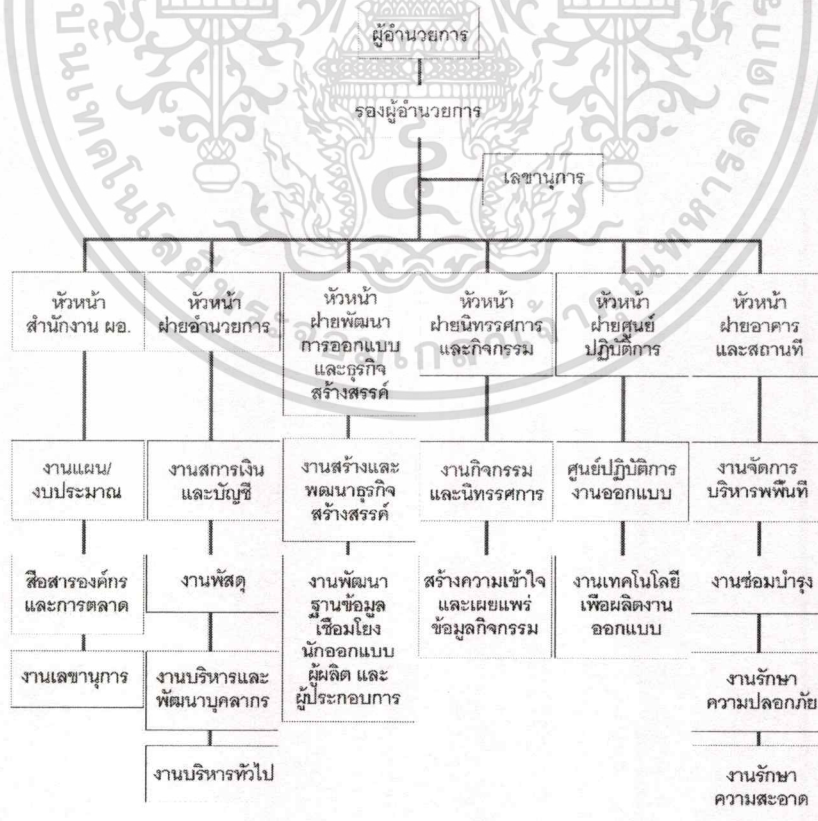 ผู้อำนวยการ
รองผู้อำนวยการ
เลขานุการ
หัวหน้า
สำนักงาน ผอ.
หัวหน้า
ฝ่ายอำนวยการ
หัวหน้า
ฝ่ายพัฒนา
การออกแบบ
และธุรกิจ
สร้างสรรค์
หัวหน้า
ฝ่ายนิทรรศการ
และกิจกรรม
หัวหน้า
ฝ่ายศูนย์
ปฏิบัติการ
หัวหน้า
ฝ่ายอาคาร
และสถานที่
งานแผน/
งบประมาณ
งานสการเงิน
และบัญชี
งานสร้างและ
พัฒนาธุรกิจ
สร้างสรรค์
งานกิจกรรม
และนิทรรศการ
ศูนย์ปฏิบัติการ
งานออกแบบ
งานจัดการ
บริหารพพื้นที่
สื่อสารองค์กร
และการตลาด
งานพัสดุ
งานพัฒนา
ฐานข้อมูล
เชื่อมโยง
นักออกแบบ
ผู้ผลิต และ
ผู้ประกอบการ
สร้างความเข้าใจ
และเผยแพร่
ข้อมูลกิจกรรม
งานเทคโนโลยี
เพื่อผลิตงาน
ออกแบบ
งานซ่อมบำรุง
งานเลขานุการ
งานบริหารและ
พัฒนาบุคลากร
งานรักษา
ความปลอดภัย
งานบริหารทั่วไป
งานรักษา
ความสะอาด